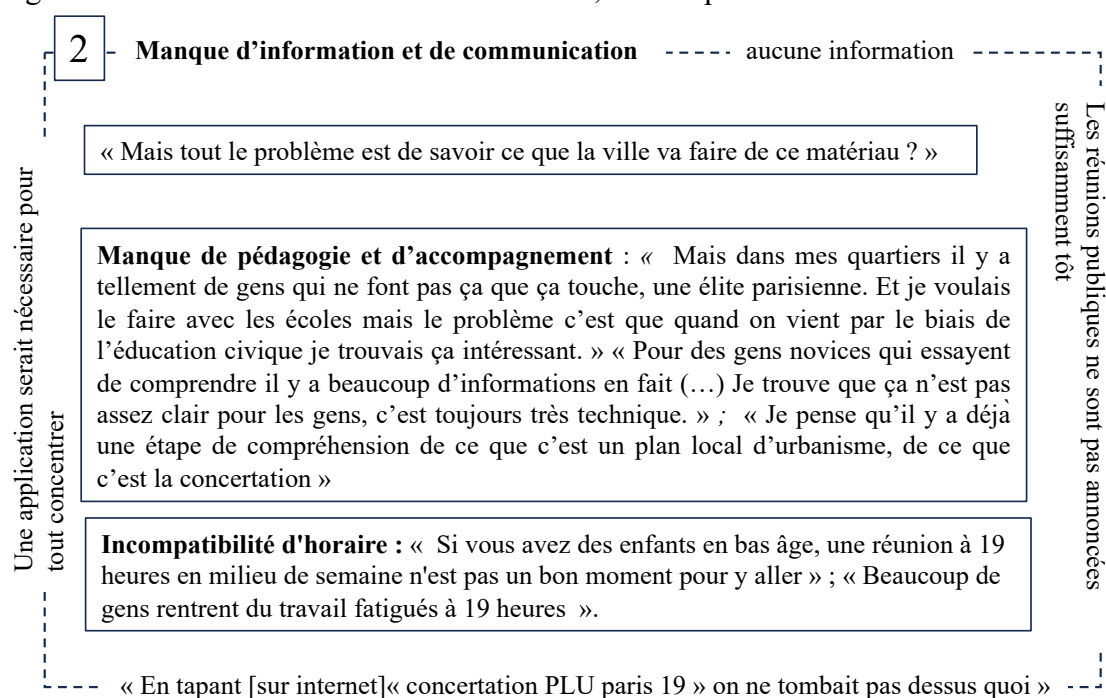 2
Manque d’information et de communication
aucune information
Les réunions publiques ne sont pas annoncées
suffisamment tôt
« Mais tout le problème est de savoir ce que la ville va faire de ce matériau ? »
Manque de pédagogie et d’accompagnement : « Mais dans mes quartiers il y a
tellement de gens qui ne font pas ça que ça touche, une élite parisienne. Et je voulais
le faire avec les écoles mais le problème c’est que quand on vient par le biais de
l’éducation civique je trouvais ça intéressant. » « Pour des gens novices qui essayent
de comprendre il y a beaucoup d’informations en fait (…) Je trouve que ça n’est pas
assez clair pour les gens, c’est toujours très technique. » ; « Je pense qu’il y a déjà
une étape de compréhension de ce que c’est un plan local d’urbanisme, de ce que
c’est la concertation »
Incompatibilité d'horaire : « Si vous avez des enfants en bas âge, une réunion à 19
heures en milieu de semaine n'est pas un bon moment pour y aller » ; « Beaucoup de
gens rentrent du travail fatigués à 19 heures ».
« En tapant [sur internet]« concertation PLU paris 19 » on ne tombait pas dessus quoi »
Une application serait nécessaire pour
tout concentrer